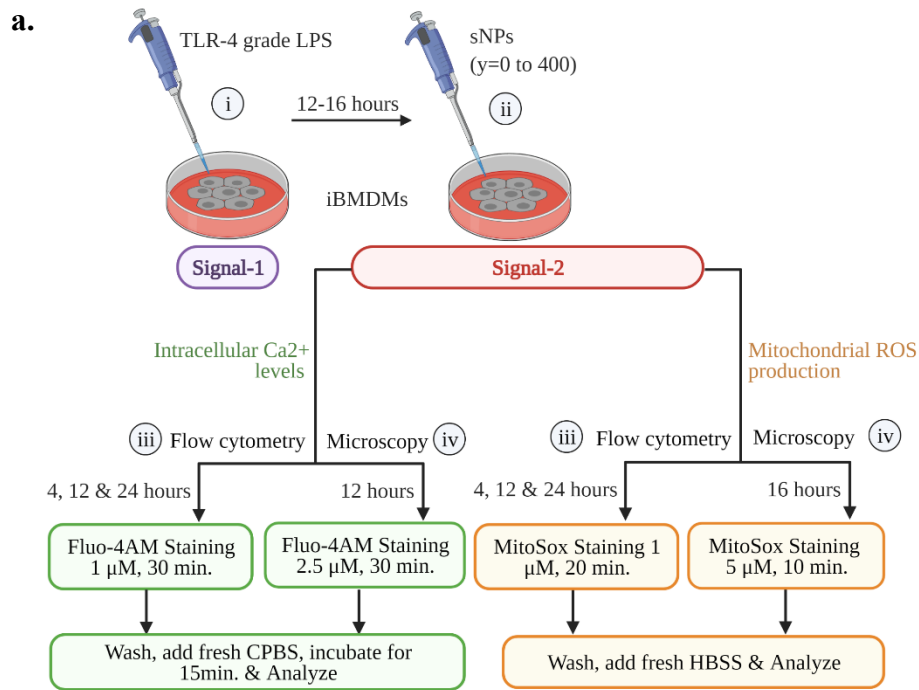 a.
TLR-4 grade LPS
sNPs
(y=0 to 400)
i
12-16 hours
ii
iBMDMs
Signal-1
Signal-2
Intracellular Ca2+
levels
Mitochondrial ROS
production
iii
Flow cytometry
Microscopy
iv
iii
Flow cytometry
Microscopy
iv
4, 12 & 24 hours
12 hours
4, 12 & 24 hours
16 hours
Fluo-4AM Staining
1 μM, 30 min.
Fluo-4AM Staining
2.5 μM, 30 min.
MitoSox Staining 1
μM, 20 min.
MitoSox Staining
5 μM, 10 min.
Wash, add fresh CPBS, incubate for
15min. & Analyze
Wash, add fresh HBSS & Analyze